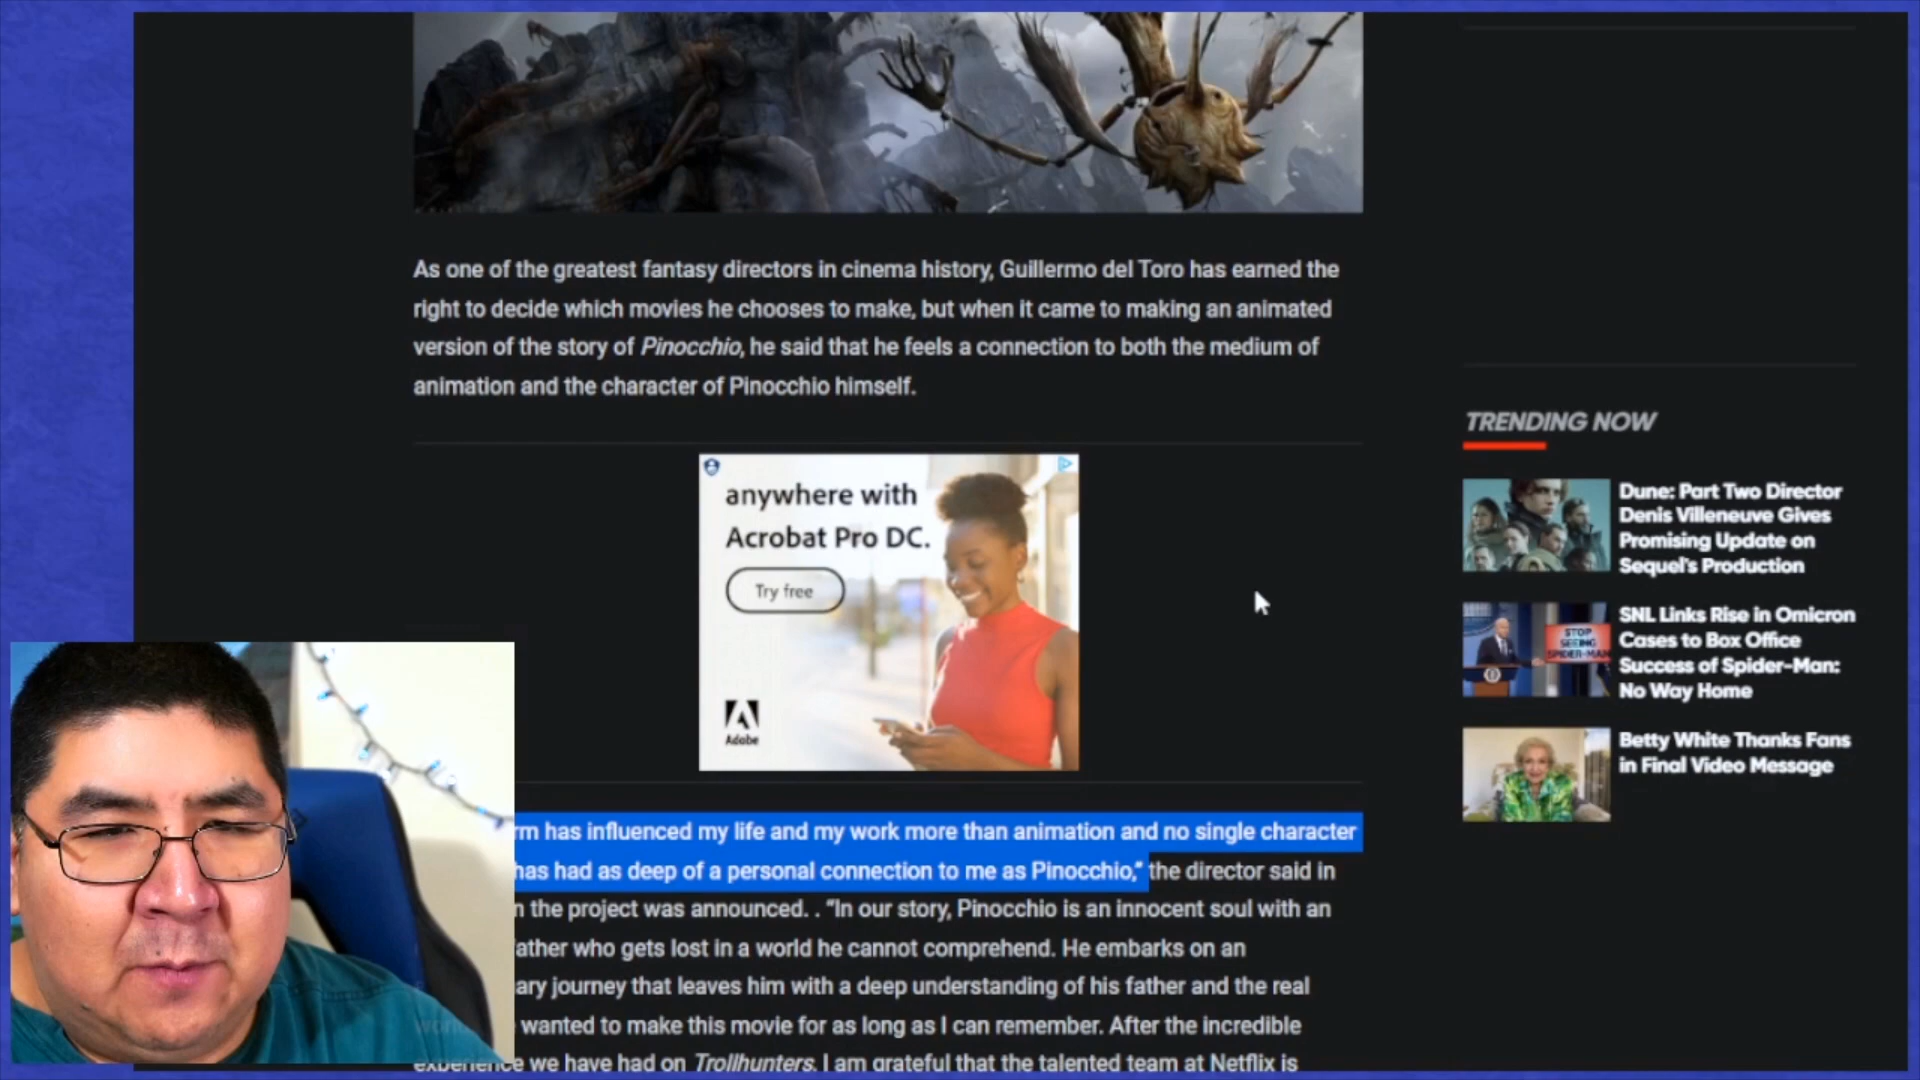 As one of the greatest fantasy directors in cinema history, Guillermo del Toro has earned the
right to decide which movies he chooses to make, but when it came to making an animated
version of the story of Pinocchio, he said that he feels a connection to both the medium of
animation and the character of Pinocchio himself.
anywhere with
Acrobat Pro DC.
Try free
Adobe
has influenced my life and my work more than animation and no single character
has had as deep of a personal connection to me as Pinocchio,” the director said in
the project was announced. . “In our story, Pinocchio is an innocent soul with an
who gets lost in a world he cannot comprehend. He embarks on an
journey that leaves him with a deep understanding of his father and the real
wanted to make this movie for as long as I can remember. After the incredible
experience we have had on Trollhunters, I am grateful that the talented team at Netflix is
TRENDING NOW
Dune: Part Two Director
Denis Villeneuve Gives
Promising Update on
Sequel's Production
STOP
SEEING
SPIDER-MAN
SNL Links Rise in Omicron
Cases to Box Office
Success of Spider-Man:
No Way Home
Betty White Thanks Fans
in Final Video Message